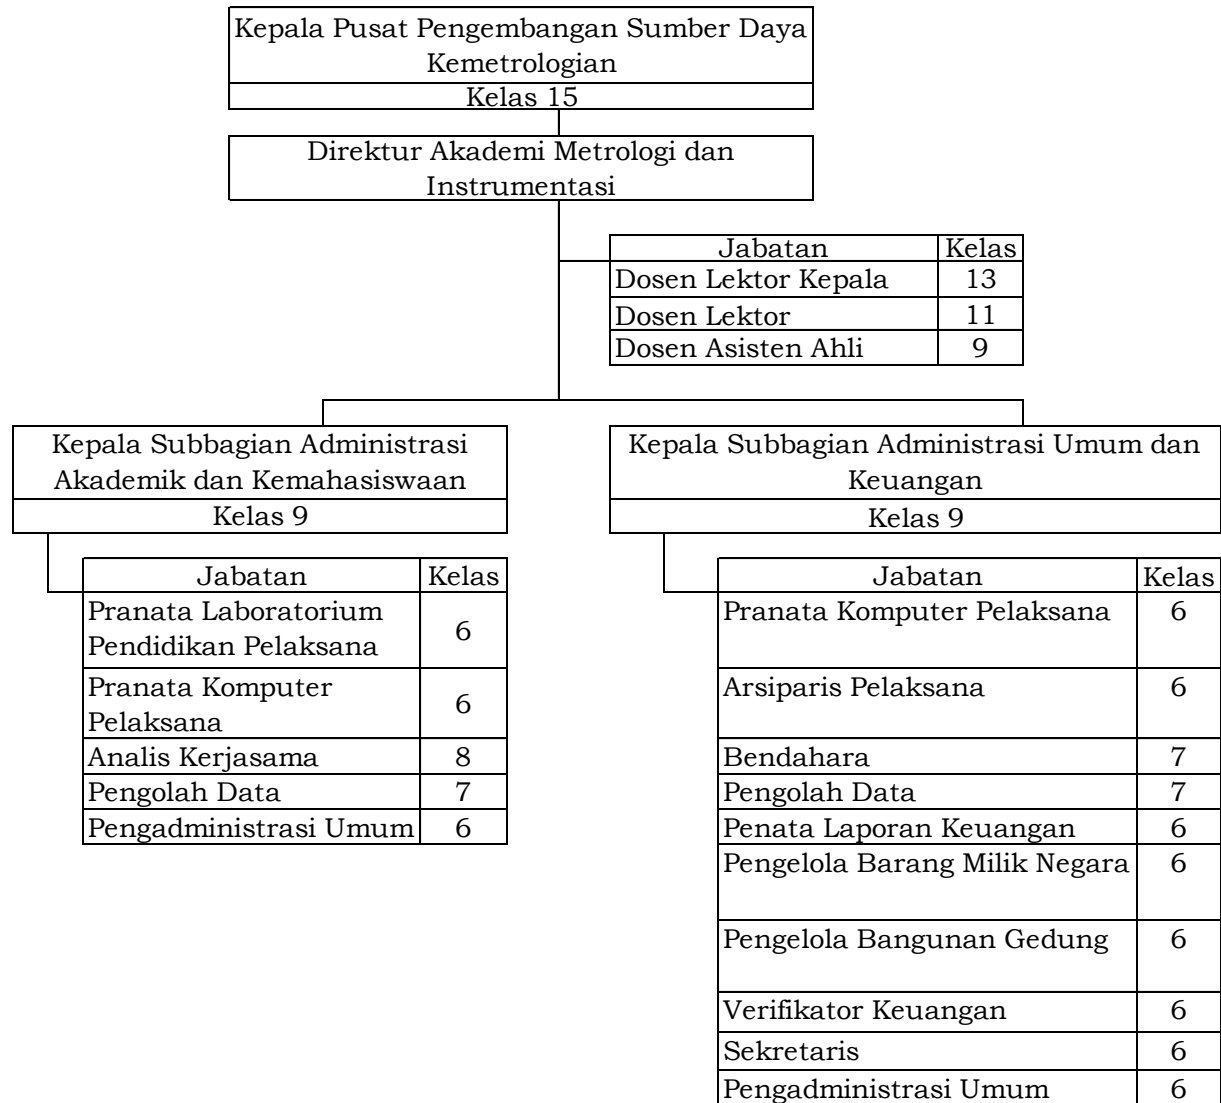 Kepala Pusat Pengembangan Sumber Daya
Kemetrologian
Kelas 15
Direktur Akademi Metrologi dan
Instrumentasi
Jabatan Kelas
Dosen Lektor Kepala 13
Dosen Lektor 11
Dosen Asisten Ahli 9
Kepala Subbagian Administrasi
Akademik dan Kemahasiswaan
Kelas 9
Jabatan Kelas
Pranata Laboratorium
Pendidikan Pelaksana 6
Pranata Komputer
Pelaksana 6
Analis Kerjasama 8
Pengolah Data 7
Pengadministrasi Umum 6
Kepala Subbagian Administrasi Umum dan
Keuangan
Kelas 9
Jabatan Kelas
Pranata Komputer Pelaksana 6
Arsiparis Pelaksana 6
Bendahara 7
Pengolah Data 7
Penata Laporan Keuangan 6
Pengelola Barang Milik Negara 6
Pengelola Bangunan Gedung 6
Verifikator Keuangan 6
Sekretaris 6
Pengadministrasi Umum 6